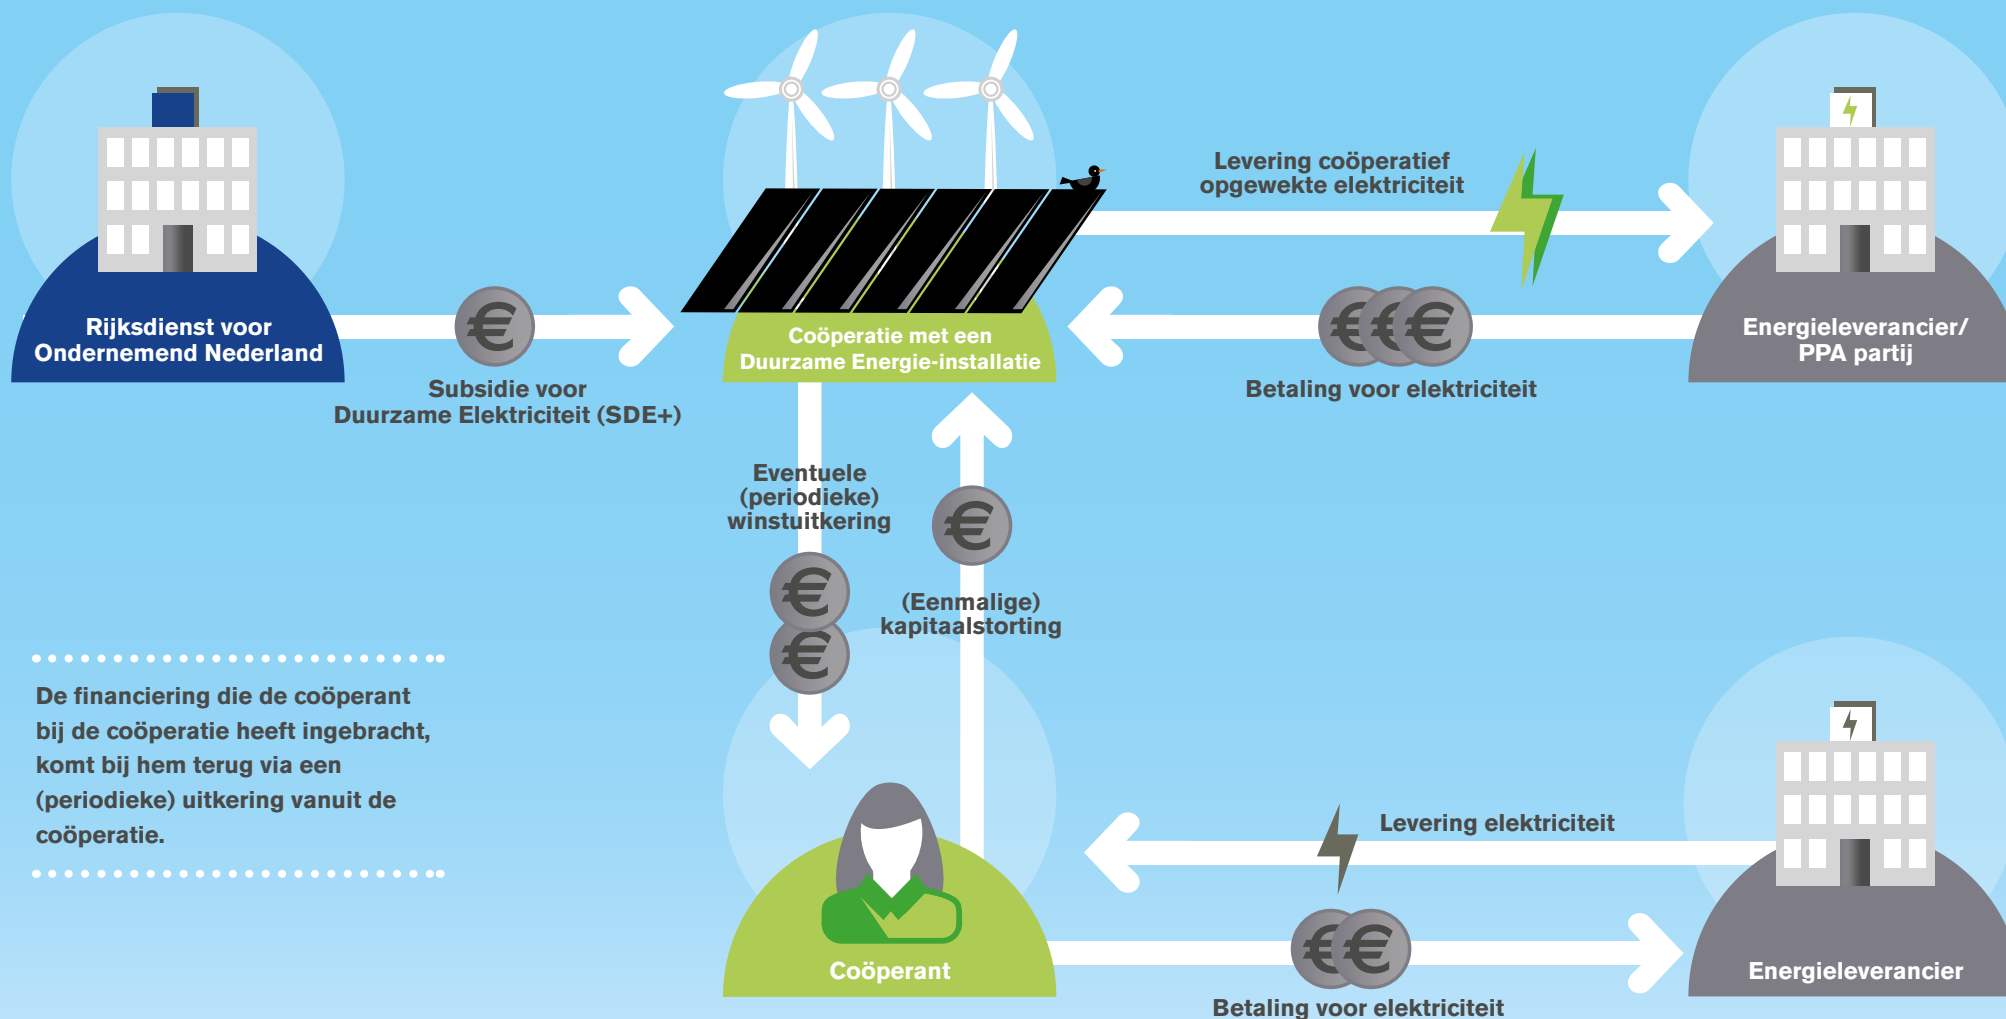 Levering coöperatief
opgewekte elektriciteit
Rijksdienst voor
Ondernemend Nederland
Coöperatie met een
Duurzame Energie-installatie
Energieleverancier/
PPA partij
Subsidie voor
Duurzame Elektriciteit (SDE+)
Betaling voor elektriciteit
Eventuele
(periodieke)
winstuitkering
(Eenmalige)
kapitaalstorting
De financiering die de coöperant
bij de coöperatie heeft ingebracht,
komt bij hem terug via een
(periodieke) uitkering vanuit de
coöperatie.
Levering elektriciteit
Coöperant
Energieleverancier
Betaling voor elektriciteit